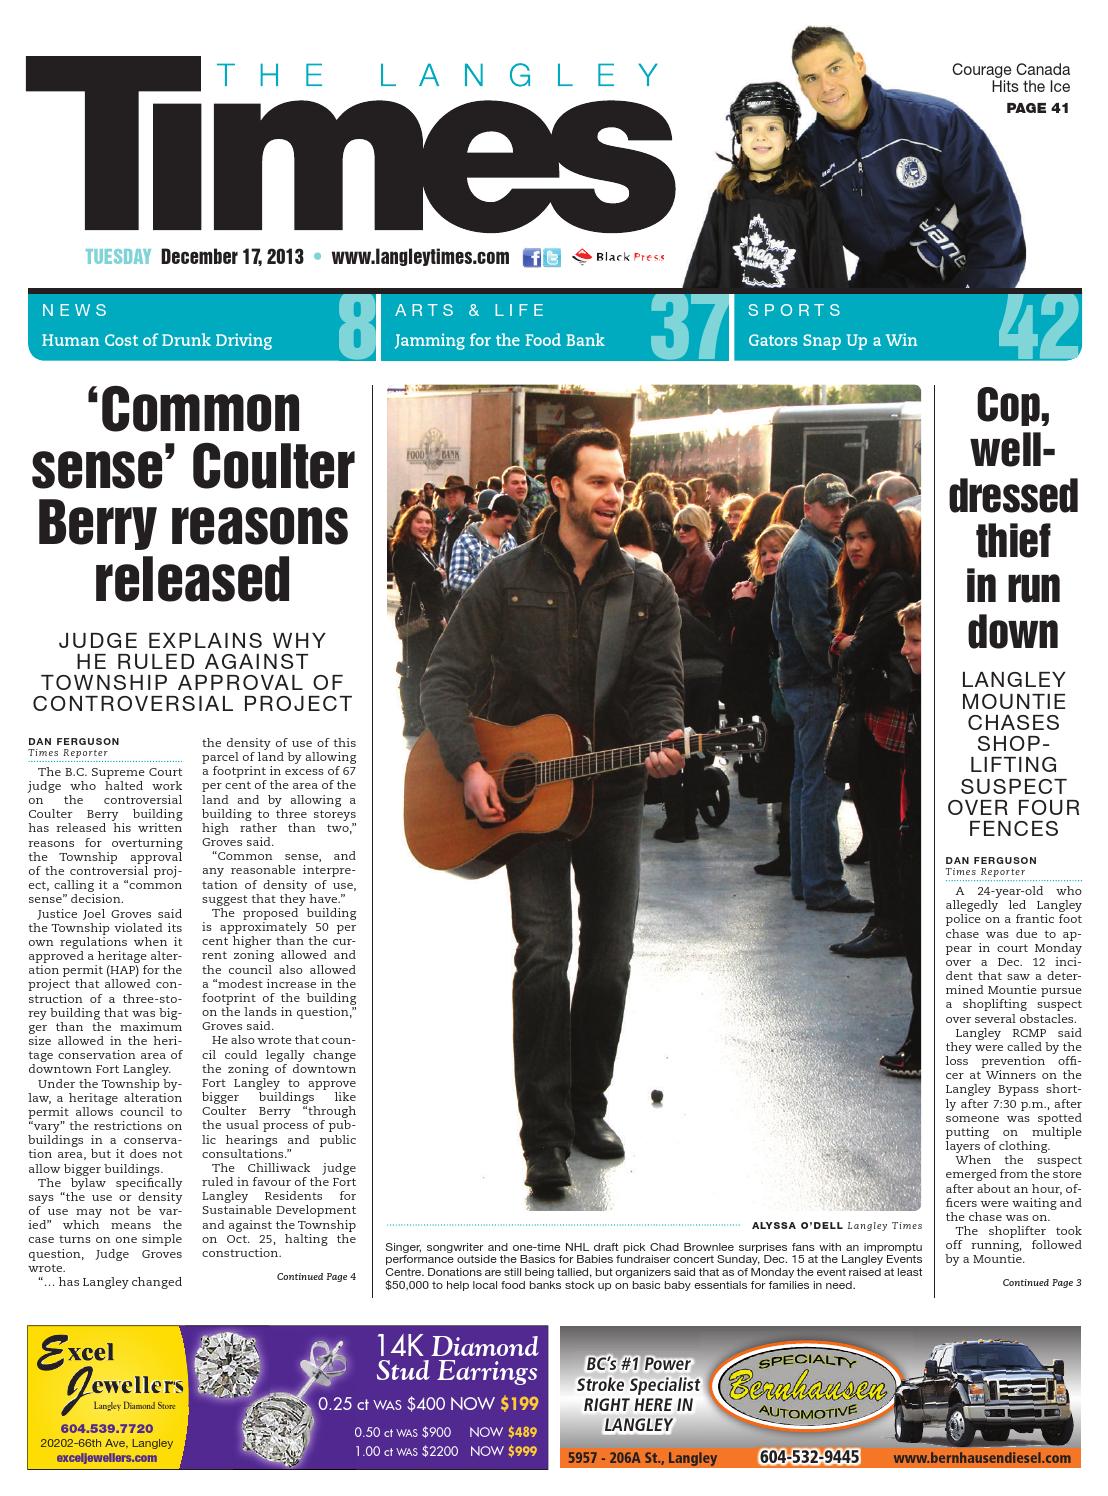 THE LANGLEY
Times
TUESDAY December 17, 2013 • www.langleytimes.com Black Press
Courage Canada
Hits the Ice
PAGE 41
NEWS
Human Cost of Drunk Driving
8
ARTS & LIFE
Jamming for the Food Bank
37
SPORTS
Gators Snap Up a Win
42
‘Common
sense’ Coulter
Berry reasons
released
JUDGE EXPLAINS WHY
HE RULED AGAINST
TOWNSHIP APPROVAL OF
CONTROVERSIAL PROJECT
DAN FERGUSON
Times Reporter
The B.C. Supreme Court
judge who halted work
on the controversial
Coulter Berry building
has released his written
reasons for overturning
the Township approval
of the controversial proj-
ect, calling it a “common
sense” decision.
Justice Joel Groves said
the Township violated its
own regulations when it
approved a heritage alter-
ation permit (HAP) for the
project that allowed con-
struction of a three-sto-
rey building that was big-
ger than the maximum
size allowed in the heri-
tage conservation area of
downtown Fort Langley.
Under the Township by-
law, a heritage alteration
permit allows council to
“vary” the restrictions on
buildings in a conserva-
tion area, but it does not
allow bigger buildings.
The bylaw specifically
says “the use or density
of use may not be var-
ied” which means the
case turns on one simple
question, Judge Groves
wrote.
“... has Langley changed
the density of use of this
parcel of land by allowing
a footprint in excess of 67
per cent of the area of the
land and by allowing a
building to three storeys
high rather than two,”
Groves said.
“Common sense, and
any reasonable interpre-
tation of density of use,
suggest that they have.”
The proposed building
is approximately 50 per
cent higher than the cur-
rent zoning allowed and
the council also allowed
a “modest increase in the
footprint of the building
on the lands in question,”
Groves said.
He also wrote that coun-
cil could legally change
the zoning of downtown
Fort Langley to approve
bigger buildings like
Coulter Berry “through
the usual process of pub-
lic hearings and public
consultations.”
The Chilliwack judge
ruled in favour of the Fort
Langley Residents for
Sustainable Development
and against the Township
on Oct. 25, halting the
construction.
Continued Page 4
FOOD BANK
ALYSSA O’DELL Langley Times
Singer, songwriter and one-time NHL draft pick Chad Brownlee surprises fans with an impromptu
performance outside the Basics for Babies fundraiser concert Sunday, Dec. 15 at the Langley Events
Centre. Donations are still being tallied, but organizers said that as of Monday the event raised at least
$50,000 to help local food banks stock up on basic baby essentials for families in need.
Cop,
well-
dressed
thief
in run
down
LANGLEY
MOUNTIE
CHASES
SHOP-
LIFTING
SUSPECT
OVER FOUR
FENCES
DAN FERGUSON
Times Reporter
A 24-year-old who
allegedly led Langley
police on a frantic foot
chase was due to ap-
pear in court Monday
over a Dec. 12 inci-
dent that saw a deter-
mined Mountie pursue
a shoplifting suspect
over several obstacles.
Langley RCMP said
they were called by the
loss prevention offi-
cer at Winners on the
Langley Bypass short-
ly after 7:30 p.m., after
someone was spotted
putting on multiple
layers of clothing.
When the suspect
emerged from the store
after about an hour, of-
ficers were waiting and
the chase was on.
The shoplifter took
off running, followed
by a Mountie.
Continued Page 3
Excel
Jewellers
Langley Diamond Store
604.539.7720
20202-66th Ave, Langley
exceljewellers.com
14K Diamond
Stud Earrings
0.25 ct WAS $400 NOW $199
0.50 ct WAS $900 NOW $489
1.00 ct WAS $2200 NOW $999
BC’s #1 Power
Stroke Specialist
RIGHT HERE IN
LANGLEY
SPECIALTY
Bernhausen
AUTOMOTIVE
5957 - 206A St., Langley 604-532-9445 www.bernhausendiesel.com